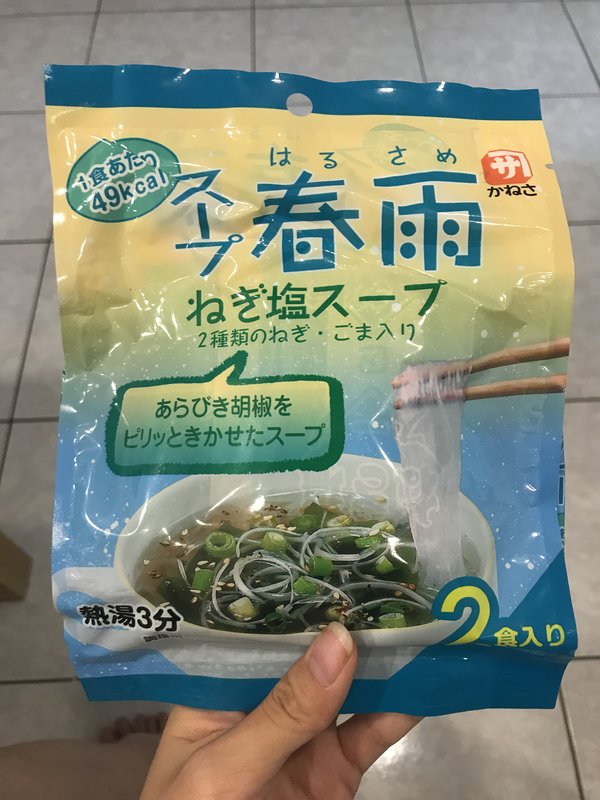 1食あたり
49kcal
はるさめ
スープ
春雨
サ
かねさ
ねぎ塩スープ
2種類のねぎ・ごま入り
あらびき胡椒を
ピリッときかせたスープ
熱湯3分
2食入り